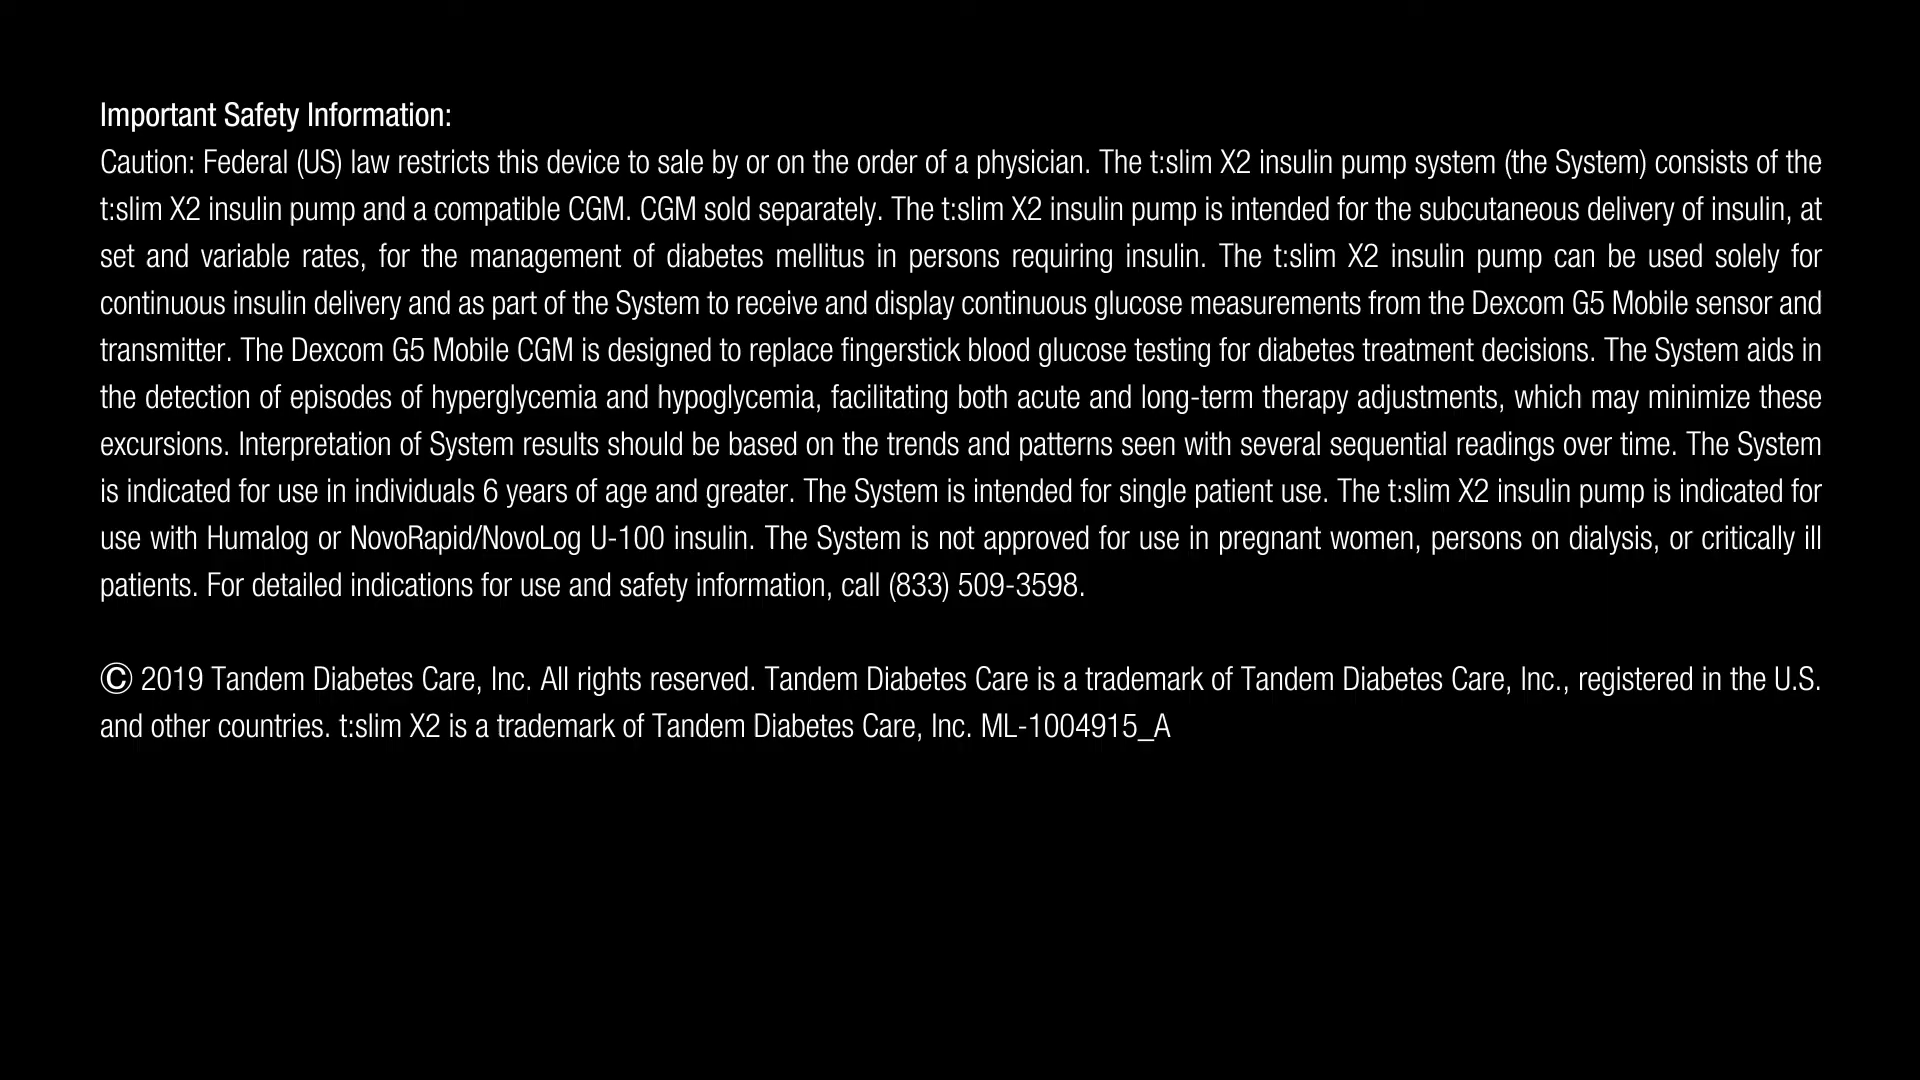 Important Safety Information:
Caution: Federal (US) law restricts this device to sale by or on the order of a physician. The t:slim X2 insulin pump system (the System) consists of the
t:slim X2 insulin pump and a compatible CGM. CGM sold separately. The t:slim X2 insulin pump is intended for the subcutaneous delivery of insulin, at
set and variable rates, for the management of diabetes mellitus in persons requiring insulin. The t:slim X2 insulin pump can be used solely for
continuous insulin delivery and as part of the System to receive and display continuous glucose measurements from the Dexcom G5 Mobile sensor and
transmitter. The Dexcom G5 Mobile CGM is designed to replace fingerstick blood glucose testing for diabetes treatment decisions. The System aids in
the detection of episodes of hyperglycemia and hypoglycemia, facilitating both acute and long-term therapy adjustments, which may minimize these
excursions. Interpretation of System results should be based on the trends and patterns seen with several sequential readings over time. The System
is indicated for use in individuals 6 years of age and greater. The System is intended for single patient use. The t:slim X2 insulin pump is indicated for
use with Humalog or NovoRapid/NovoLog U-100 insulin. The System is not approved for use in pregnant women, persons on dialysis, or critically ill
patients. For detailed indications for use and safety information, call (833) 509-3598.
© 2019 Tandem Diabetes Care, Inc. All rights reserved. Tandem Diabetes Care is a trademark of Tandem Diabetes Care, Inc., registered in the U.S.
and other countries. t:slim X2 is a trademark of Tandem Diabetes Care, Inc. ML-1004915_A